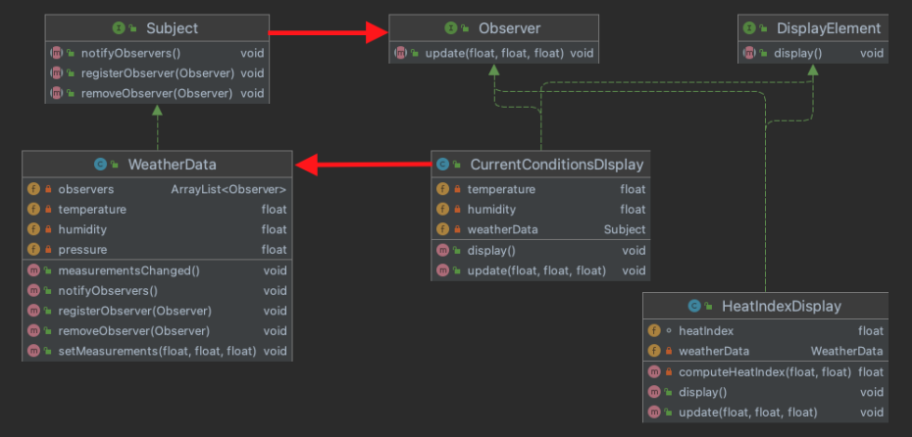 Subject
notifyObservers() void
registerObserver(Observer) void
removeObserver(Observer) void
Observer
update(float, float, float) void
DisplayElement
display() void
WeatherData
observers ArrayList<Observer>
temperature float
humidity float
pressure float
measurementsChanged() void
notifyObservers() void
registerObserver(Observer) void
removeObserver(Observer) void
setMeasurements(float, float, float) void
CurrentConditionsDIsplay
temperature float
humidity float
weatherData Subject
display() void
update(float, float, float) void
HeatIndexDisplay
heatIndex float
weatherData WeatherData
computeHeatIndex(float, float) float
display() void
update(float, float, float) void